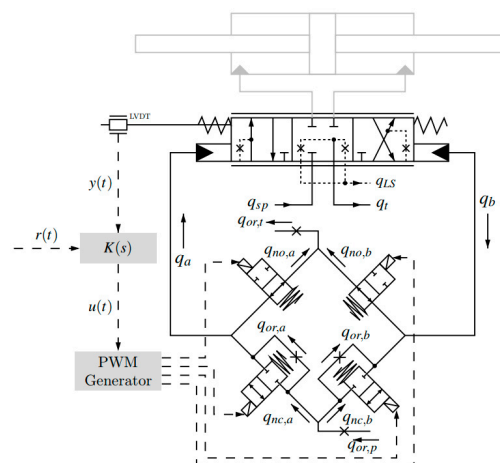 LVDT
y(t)
q_LS
q_sp
q_t
q_b
q_or,t
r(t)
K(s)
q_a
q_no,a
q_no,b
u(t)
q_or,a
q_or,b
PWM
Generator
q_nc,a
q_nc,b
q_or,p